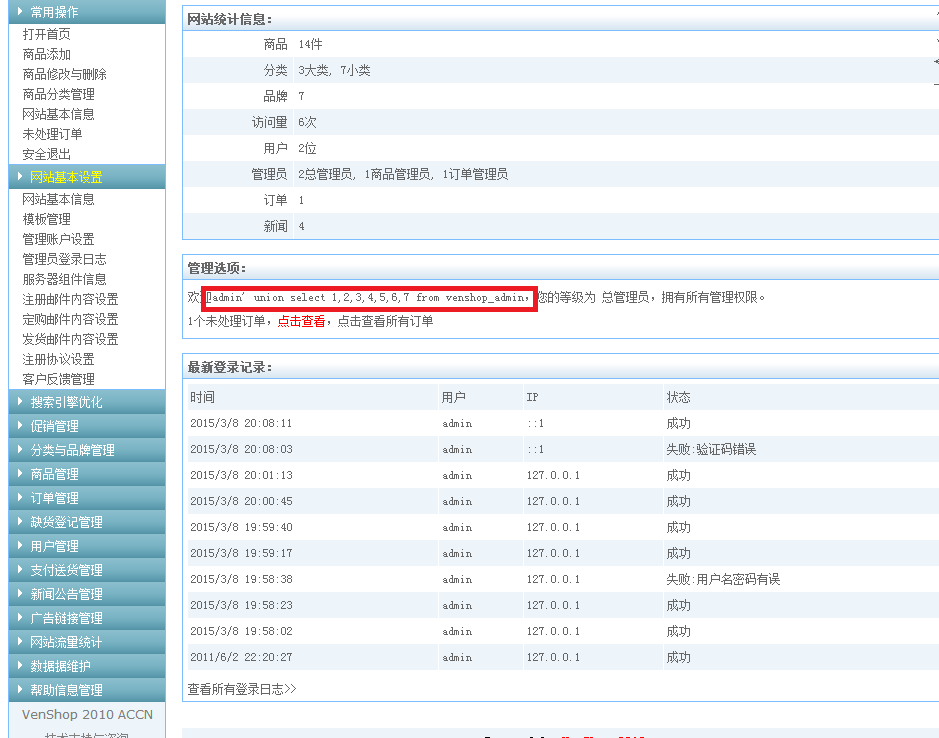 常用操作
打开首页
商品添加
商品修改与删除
商品分类管理
网站基本信息
未处理订单
安全退出
网站基本设置
网站基本信息
模板管理
管理账户设置
管理员登录日志
服务器组件信息
注册邮件内容设置
定购邮件内容设置
发货邮件内容设置
注册协议设置
客户反馈管理
搜索引擎优化
促销管理
分类与品牌管理
商品管理
订单管理
缺货登记管理
用户管理
支付送货管理
新闻公告管理
广告链接管理
网站流量统计
数据据维护
帮助信息管理
VenShop 2010 ACCN
技术支持与咨询
网站统计信息：
商品 14件
分类 3大类, 7小类
品牌 7
访问量 6次
用户 2位
管理员 2总管理员, 1商品管理员, 1订单管理员
订单 1
新闻 4
管理选项：
欢 admin' union select 1,2,3,4,5,6,7 from venshop_admin，您的等级为 总管理员，拥有所有管理权限。
1个未处理订单，点击查看，点击查看所有订单
最新登录记录：
时间 用户 IP 状态
2015/3/8 20:08:11 admin ::1 成功
2015/3/8 20:08:03 admin ::1 失败:验证码错误
2015/3/8 20:01:13 admin 127.0.0.1 成功
2015/3/8 20:00:45 admin 127.0.0.1 成功
2015/3/8 19:59:40 admin 127.0.0.1 成功
2015/3/8 19:59:17 admin 127.0.0.1 成功
2015/3/8 19:58:38 admin 127.0.0.1 失败:用户名密码有误
2015/3/8 19:58:23 admin 127.0.0.1 成功
2015/3/8 19:58:02 admin 127.0.0.1 成功
2011/6/2 22:20:27 admin 127.0.0.1 成功
查看所有登录日志>>